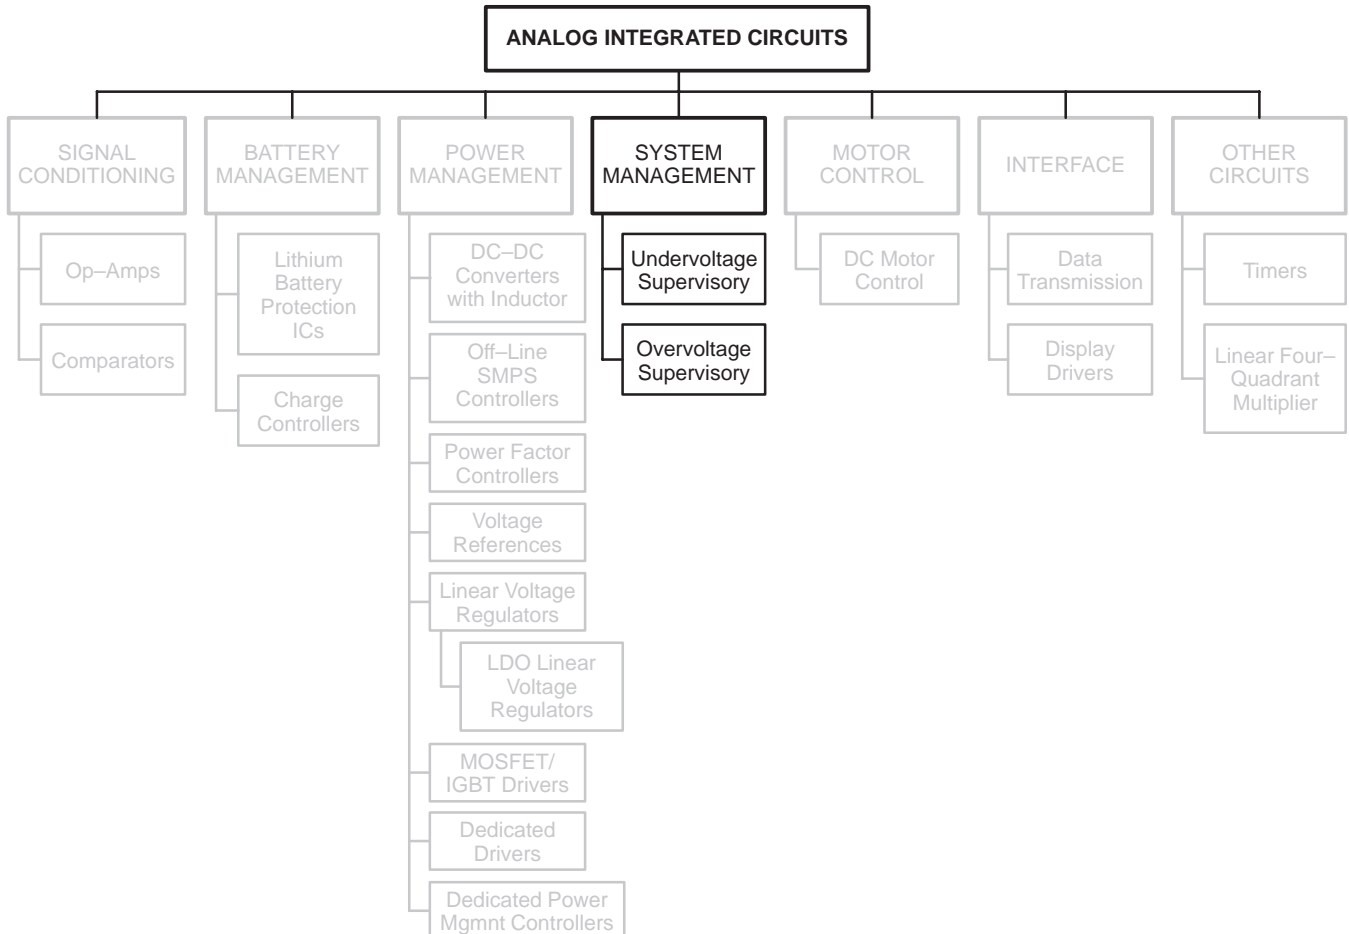 ANALOG INTEGRATED CIRCUITS
SIGNAL
CONDITIONING
Op–Amps
Comparators
BATTERY
MANAGEMENT
Lithium
Battery
Protection
ICs
Charge
Controllers
POWER
MANAGEMENT
DC–DC
Converters
with Inductor
Off–Line
SMPS
Controllers
Power Factor
Controllers
Voltage
References
Linear Voltage
Regulators
LDO Linear
Voltage
Regulators
MOSFET/
IGBT Drivers
Dedicated
Drivers
Dedicated Power
Mgmnt Controllers
SYSTEM
MANAGEMENT
Undervoltage
Supervisory
Overvoltage
Supervisory
MOTOR
CONTROL
DC Motor
Control
INTERFACE
Data
Transmission
Display
Drivers
OTHER
CIRCUITS
Timers
Linear Four–
Quadrant
Multiplier